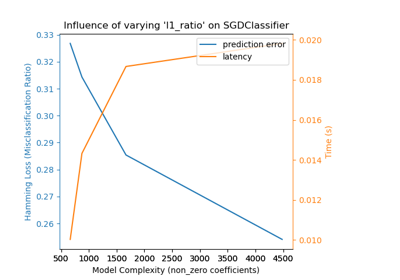 Influence of varying 'l1_ratio' on SGDClassifier
0.33
0.32
0.31
0.30
0.29
0.28
0.27
0.26
Hamming Loss (Misclassification Ratio)
prediction error
latency
0.020
0.018
0.016
0.014
0.012
0.010
Time (s)
500 1000 1500 2000 2500 3000 3500 4000 4500
Model Complexity (non_zero coefficients)